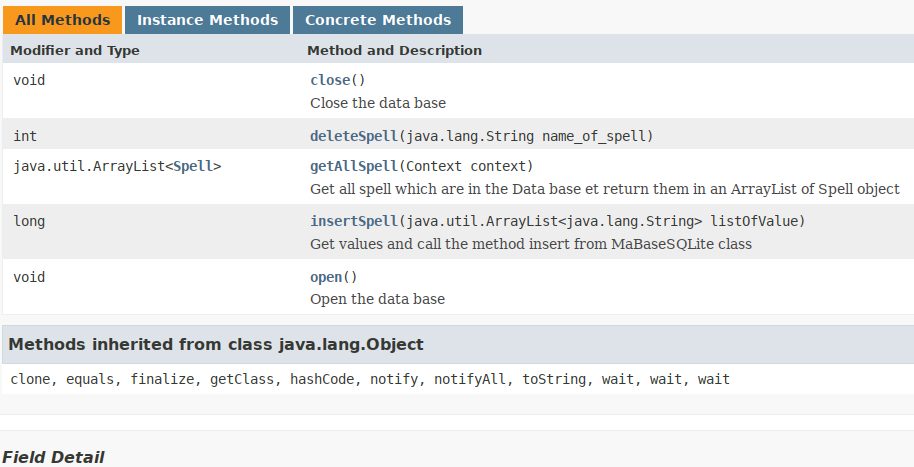 All Methods Instance Methods Concrete Methods
Modifier and Type Method and Description
void close()
Close the data base
int deleteSpell(java.lang.String name_of_spell)
java.util.ArrayList<Spell> getAllSpell(Context context)
Get all spell which are in the Data base et return them in an ArrayList of Spell object
long insertSpell(java.util.ArrayList<java.lang.String> listOfValue)
Get values and call the method insert from MaBaseSQLite class
void open()
Open the data base
Methods inherited from class java.lang.Object
clone, equals, finalize, getClass, hashCode, notify, notifyAll, toString, wait, wait, wait
Field Detail